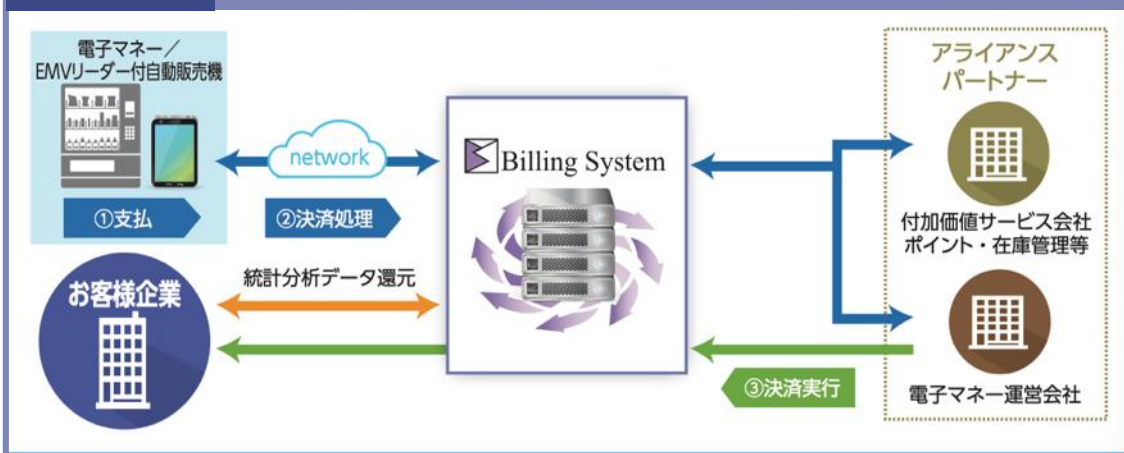 電子マネー／
EMVリーダー付自動販売機
①支払
network
②決済処理
Billing System
アライアンス
パートナー
付加価値サービス会社
ポイント・在庫管理等
お客様企業
統計分析データ還元
③決済実行
電子マネー運営会社